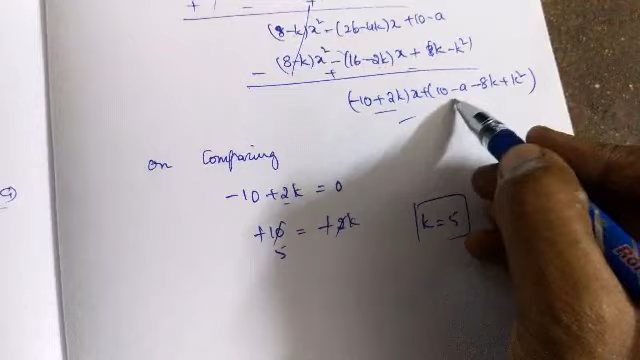 (8-k)x² - (26-4k)x + 10-a
(8-k)x² - (16-2k)x + 8k-k²)
- +
(-10+2k)x + (10-a-8k+k²)
on Comparing
-10+2k = 0
+10 = +2k
5
k=5